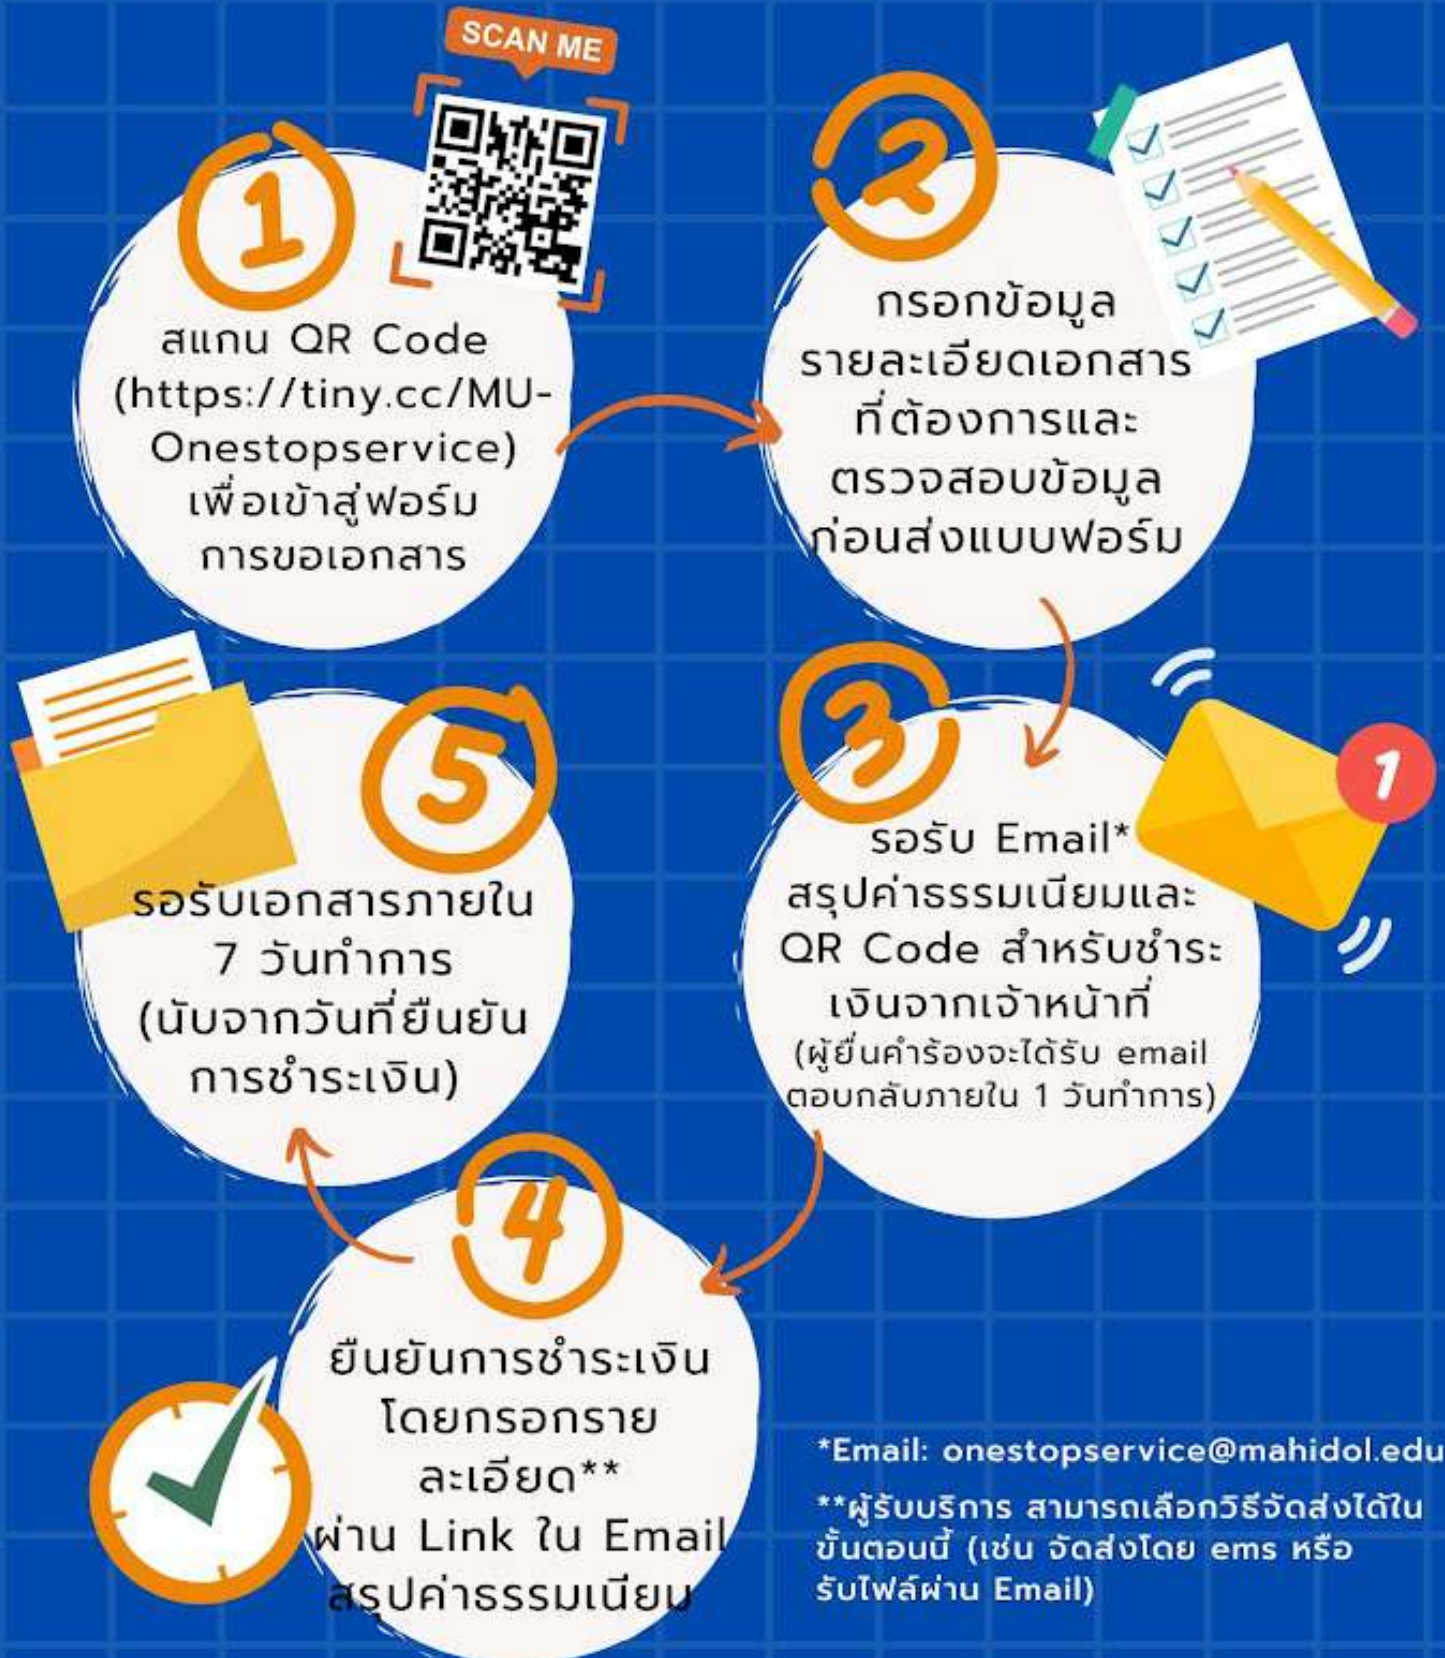 SCAN ME
1
สแกน QR Code
(https://tiny.cc/MU-
Onestopservice)
เพื่อเข้าสู่ฟอร์ม
การขอเอกสาร
2
กรอกข้อมูล
รายละเอียดเอกสาร
ที่ต้องการและ
ตรวจสอบข้อมูล
ก่อนส่งแบบฟอร์ม
3
1
รอรับ Email*
สรุปค่าธรรมเนียมและ
QR Code สำหรับชำระ
เงินจากเจ้าหน้าที่
(ผู้ยื่นคำร้องจะได้รับ email
ตอบกลับภายใน 1 วันทำการ)
4
ยืนยันการชำระเงิน
โดยกรอกราย
ละเอียด**
ผ่าน Link ใน Email
สรุปค่าธรรมเนียม
5
รอรับเอกสารภายใน
7 วันทำการ
(นับจากวันที่ยืนยัน
การชำระเงิน)
*Email: onestopservice@mahidol.edu
**ผู้รับบริการ สามารถเลือกวิธีจัดส่งได้ใน
ขั้นตอนนี้ (เช่น จัดส่งโดย ems หรือ
รับไฟล์ผ่าน Email)